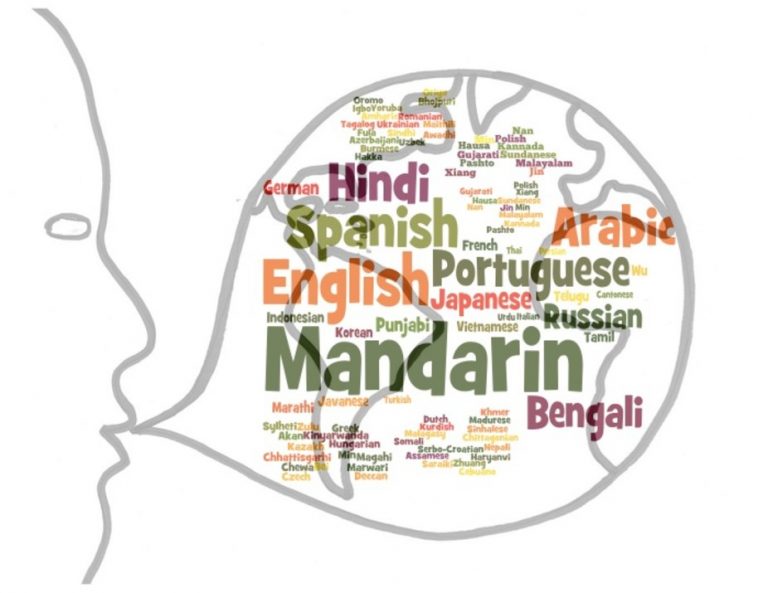 Oriya
Oromo Bhojpuri
Igbo Yoruba
Amharic Romanian
Tagalog Ukrainian Maithili
Fula Sindhi Awadhi
Azerbaijani Uzbek
Burmese
Hakka
Nan
Min Polish
Hausa Kannada
Gujarati Sundanese
Pashto Malayalam
Xiang Jin
German Hindi
Polish
Gujarati Xiang
Hausa Sundanese
Nan Jin Min
Malayalam
Kannada
Pashto
Spanish Arabic
French Thai
English Portuguese Wu
Japanese Telugu Cantonese
Indonesian Punjabi Urdu Italian Russian
Korean Vietnamese Tamil
Mandarin
Marathi Javanese Turkish
Bengali
Sylheti Zulu Greek
Akan Kinyarwanda
Kazakh Hungarian
Chhattisgarhi Min Magahi
Chewa Marwari
Czech Deccan
Dutch Khmer
Kurdish Madurese
Malagasy Sinhalese
Somali Chittagonian
Serbo-Croatian Nepali
Assamese Haryanvi
Saraiki Zhuang
Cebuano